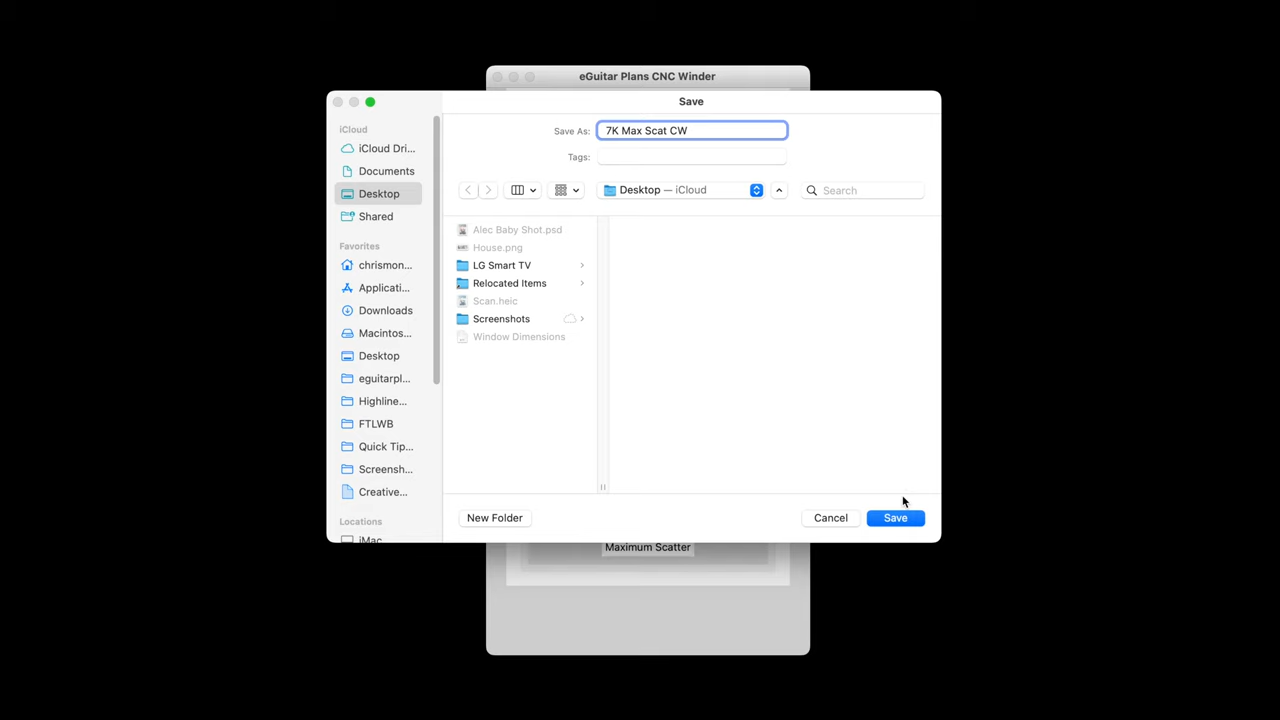 eGuitar Plans CNC Winder
Save
Save As: 7K Max Scat CW
Tags:
Desktop — iCloud
Search
iCloud
iCloud Dri...
Documents
Desktop
Shared
Favorites
chrismon...
Applicati...
Downloads
Macintos...
Desktop
eguitarpl...
Highline...
FTLWB
Quick Tip...
Screensh...
Creative...
Locations
iMac
Alec Baby Shot.psd
House.png
LG Smart TV
Relocated Items
Scan.heic
Screenshots
Window Dimensions
New Folder
Cancel
Save
Maximum Scatter